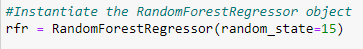 #Instantiate the RandomForestRegressor object
rfr = RandomForestRegressor(random_state=15)